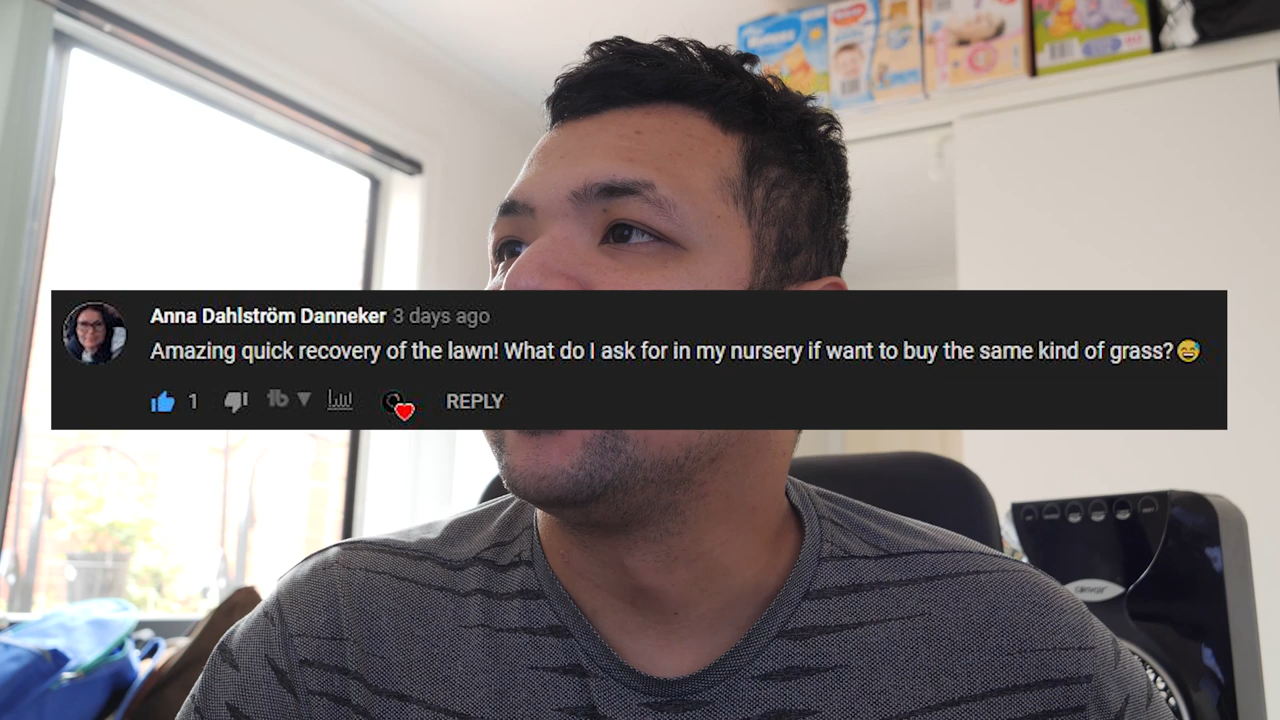 Anna Dahlström Danneker 3 days ago
Amazing quick recovery of the lawn! What do I ask for in my nursery if want to buy the same kind of grass?😅
1 REPLY